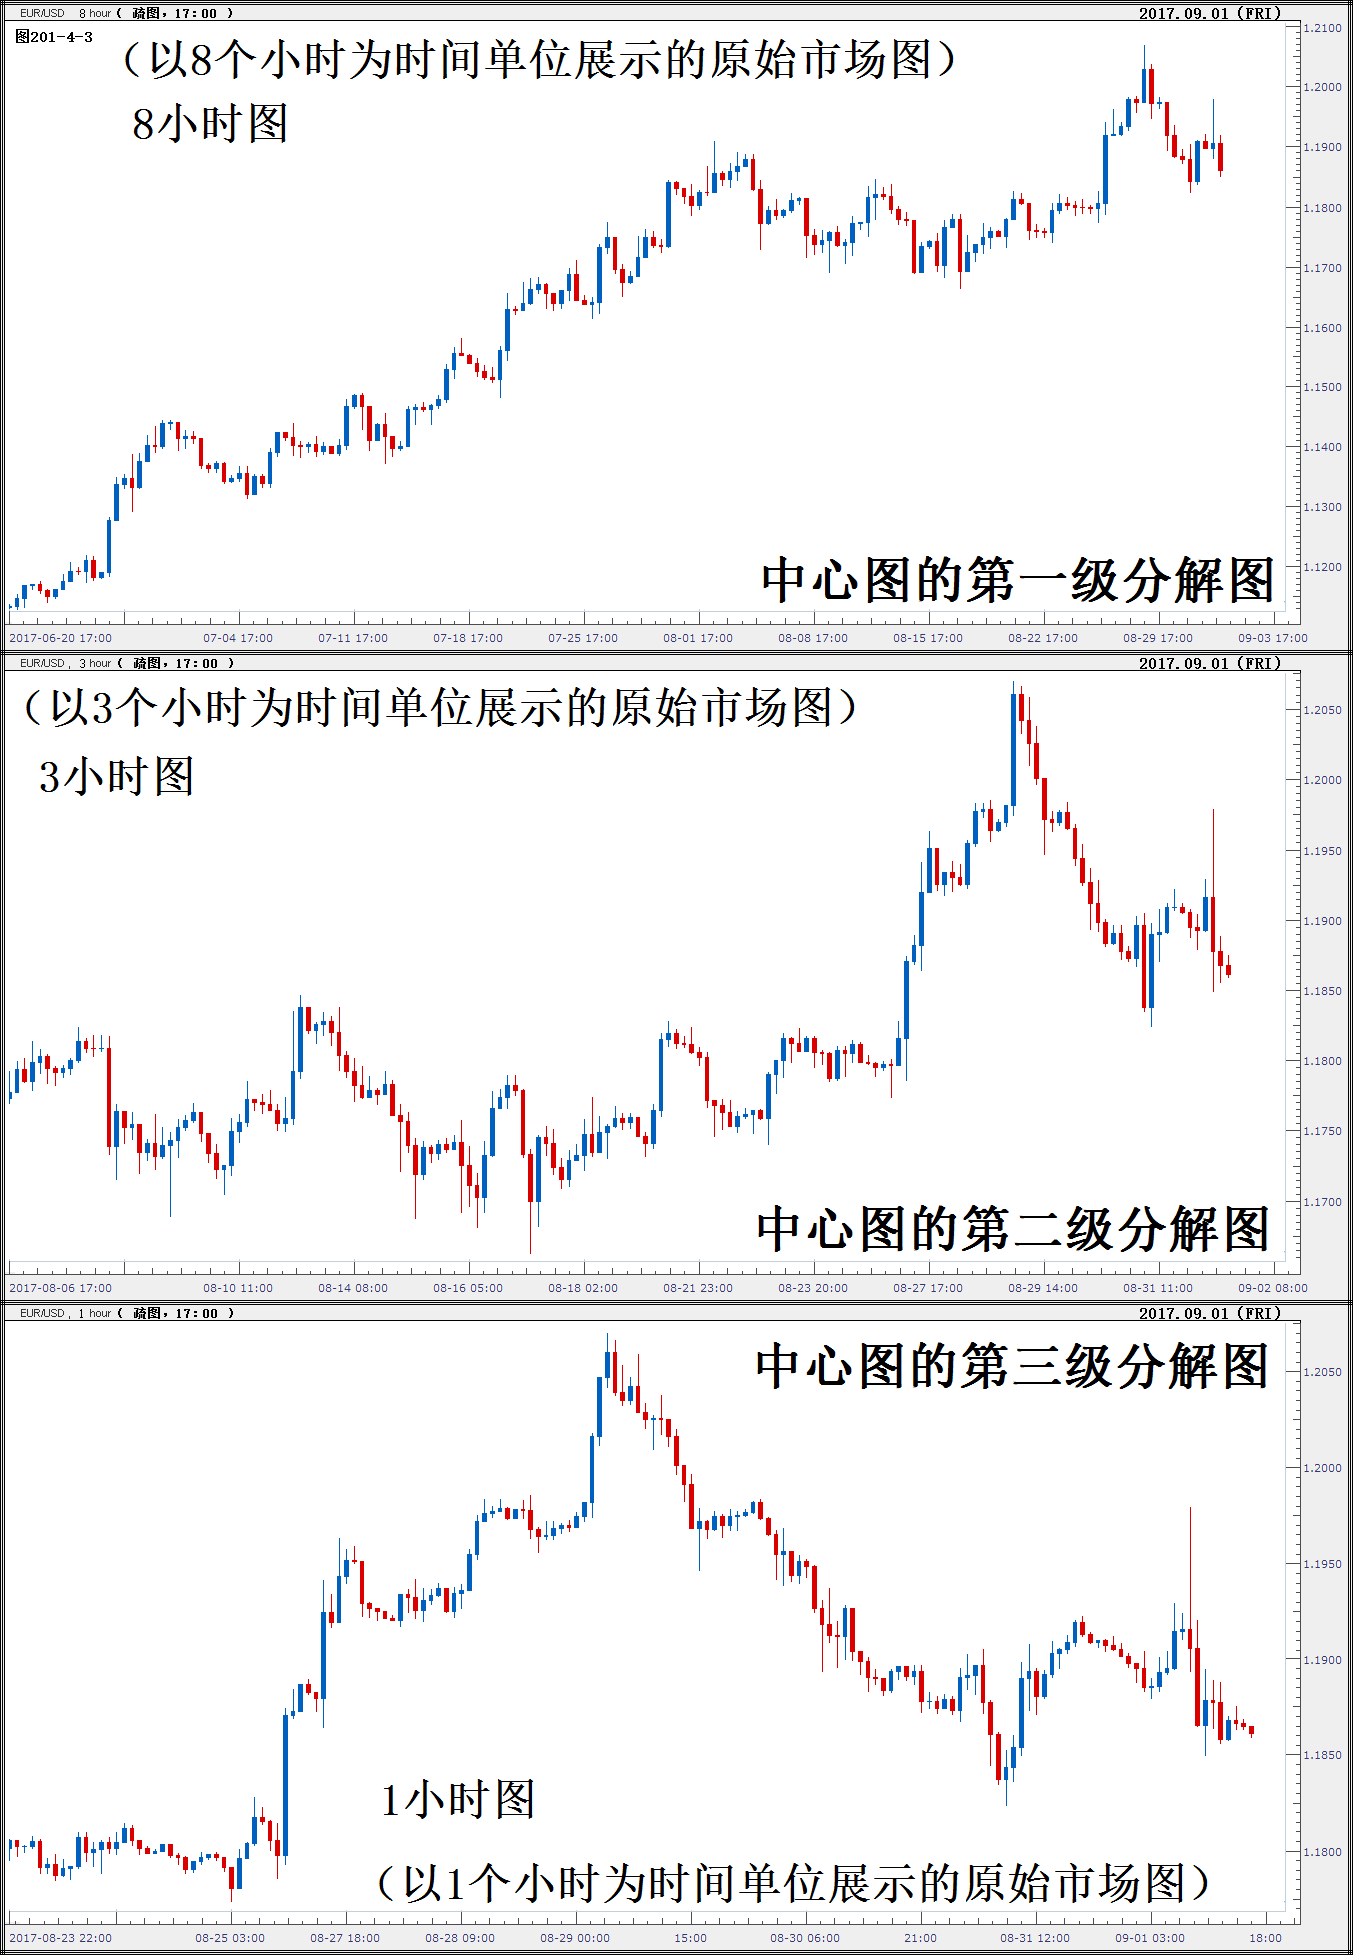 EUR/USD 8 hour ( 疏图, 17:00 ) 2017.09.01 (FRI)
图201-4-3
（以8个小时为时间单位展示的原始市场图）
8小时图
1.2100
1.2000
1.1900
1.1800
1.1700
1.1600
1.1500
1.1400
1.1300
1.1200
中心图的第一级分解图
2017-06-20 17:00 07-04 17:00 07-11 17:00 07-18 17:00 07-25 17:00 08-01 17:00 08-08 17:00 08-15 17:00 08-22 17:00 08-29 17:00 09-03 17:00
EUR/USD, 3 hour ( 疏图, 17:00 ) 2017.09.01 (FRI)
（以3个小时为时间单位展示的原始市场图）
3小时图
1.2050
1.2000
1.1950
1.1900
1.1850
1.1800
1.1750
1.1700
中心图的第二级分解图
2017-08-06 17:00 08-10 11:00 08-14 08:00 08-16 05:00 08-18 02:00 08-21 23:00 08-23 20:00 08-27 17:00 08-29 14:00 08-31 11:00 09-02 08:00
EUR/USD, 1 hour ( 疏图, 17:00 ) 2017.09.01 (FRI)
中心图的第三级分解图
1.2050
1.2000
1.1950
1.1900
1.1850
1.1800
1小时图
（以1个小时为时间单位展示的原始市场图）
2017-08-23 22:00 08-25 03:00 08-27 18:00 08-28 09:00 08-29 00:00 15:00 08-30 06:00 21:00 08-31 12:00 09-01 03:00 18:00